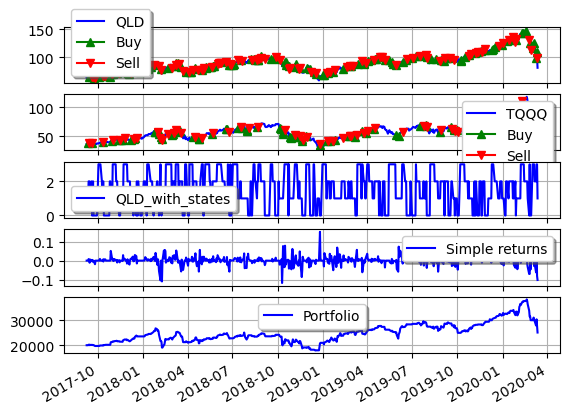 150
100
QLD
Buy
Sell
100
50
TQQQ
Buy
Sell
2
0
QLD_with_states
0.1
0.0
−0.1
Simple returns
30000
20000
Portfolio
2017-10
2018-01
2018-04
2018-07
2018-10
2019-01
2019-04
2019-07
2019-10
2020-01
2020-04